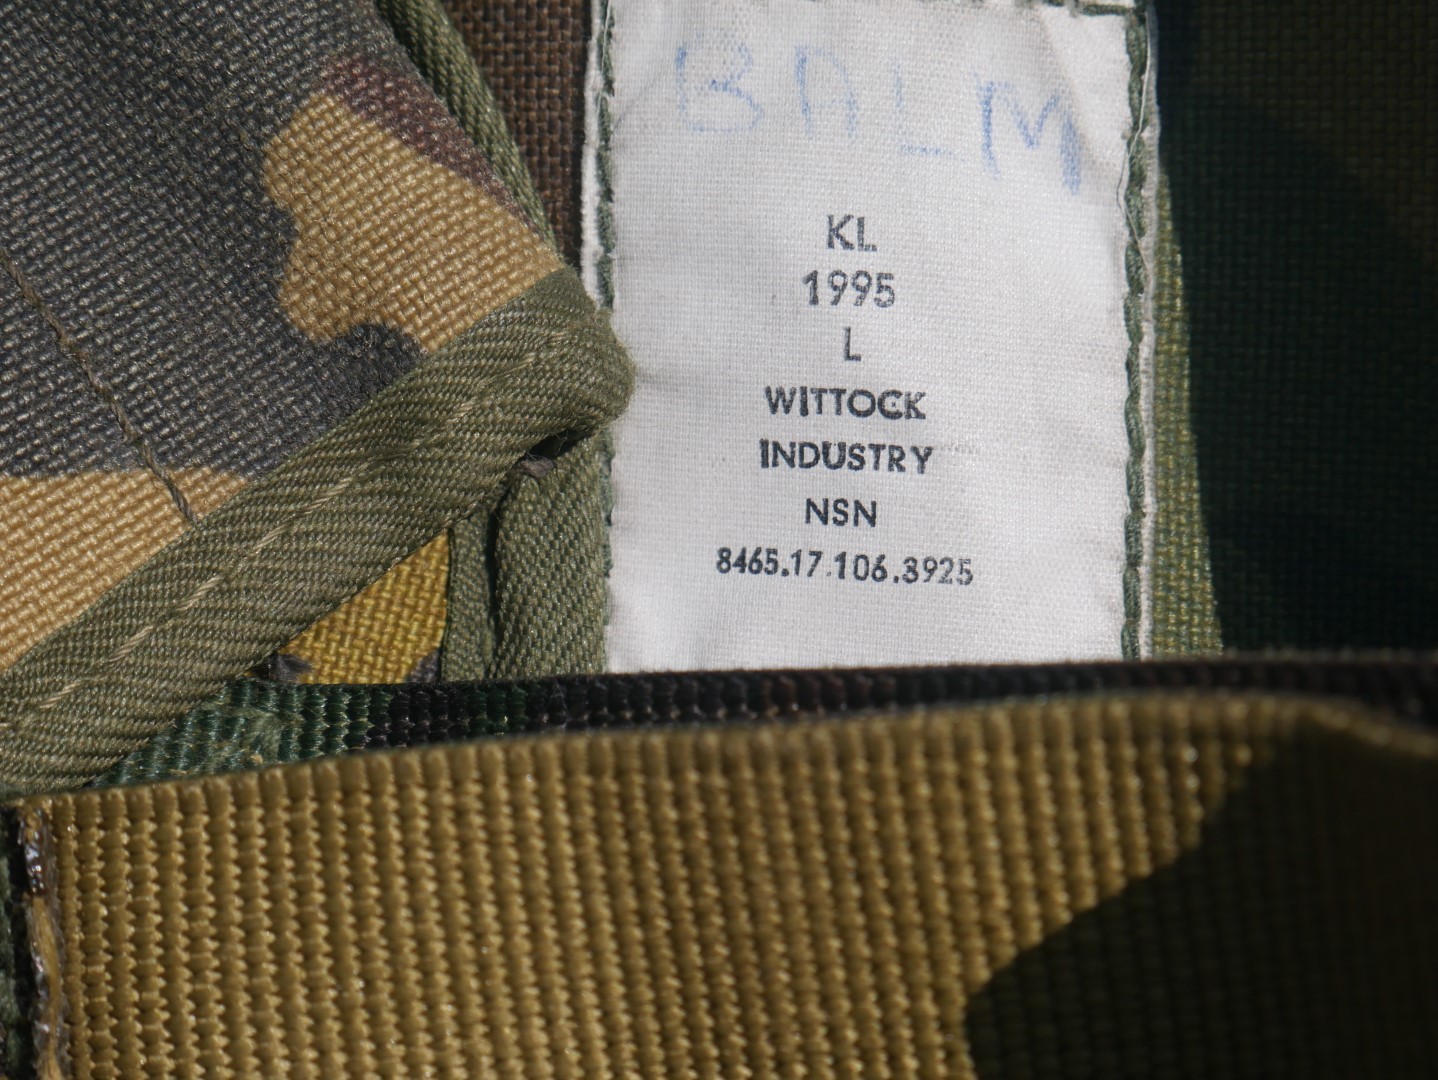 BALM
KL
1995
L
WITTOCK
INDUSTRY
NSN
8465.17.106.3925